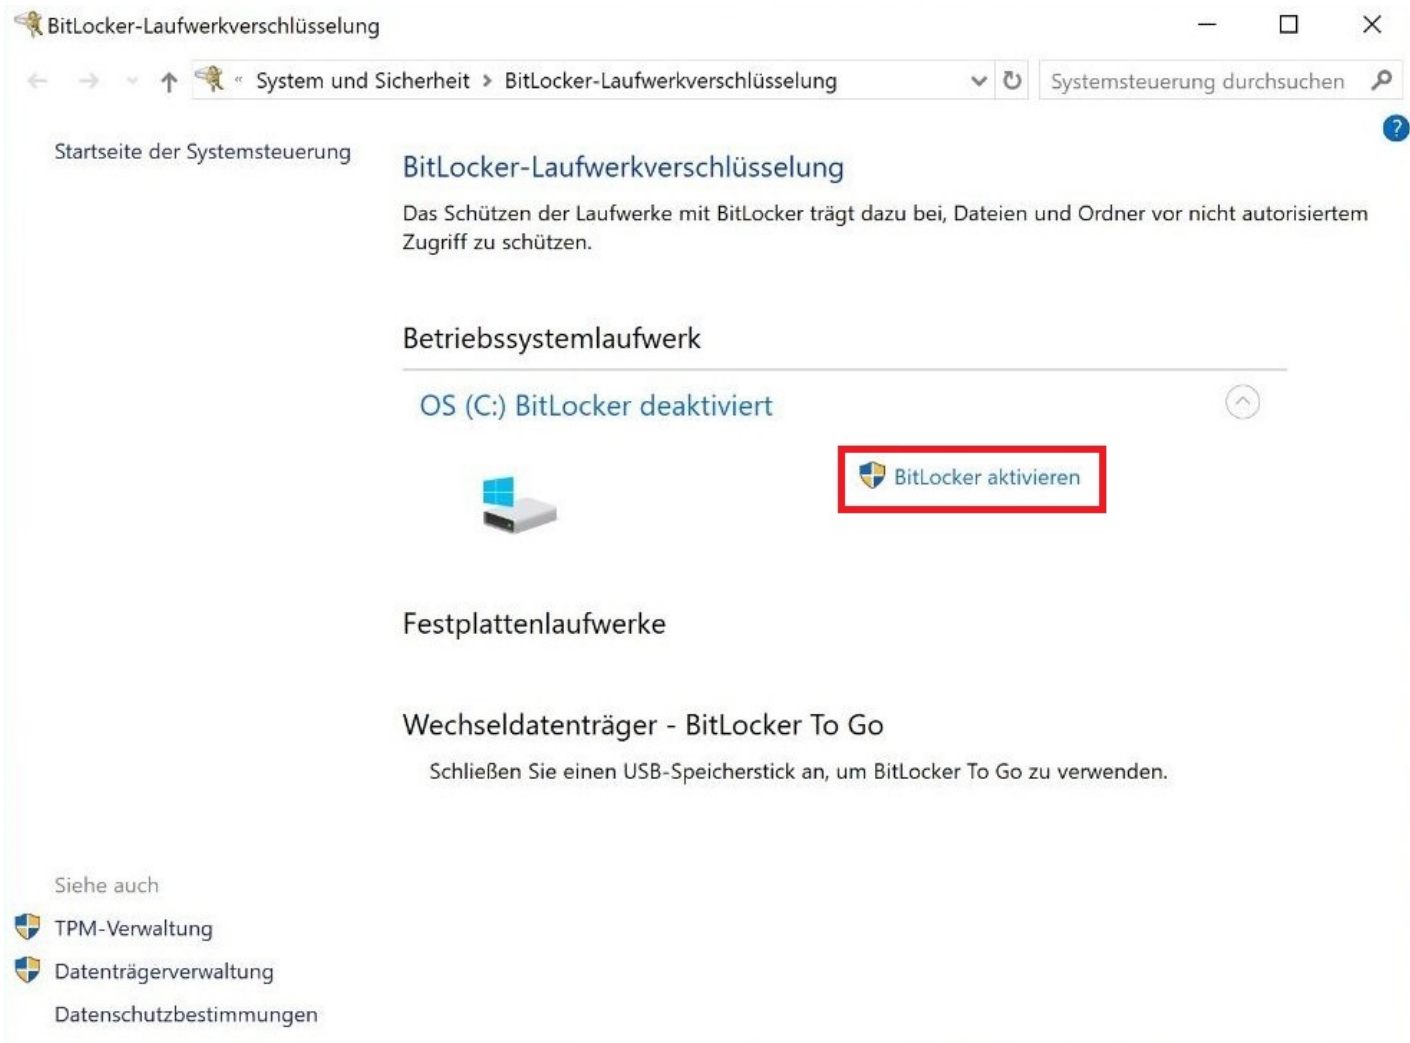 BitLocker-Laufwerkverschlüsselung
« System und Sicherheit > BitLocker-Laufwerkverschlüsselung
Systemsteuerung durchsuchen
?
Startseite der Systemsteuerung
BitLocker-Laufwerkverschlüsselung
Das Schützen der Laufwerke mit BitLocker trägt dazu bei, Dateien und Ordner vor nicht autorisiertem
Zugriff zu schützen.
Betriebssystemlaufwerk
OS (C:) BitLocker deaktiviert
BitLocker aktivieren
Festplattenlaufwerke
Wechseldatenträger - BitLocker To Go
Schließen Sie einen USB-Speicherstick an, um BitLocker To Go zu verwenden.
Siehe auch
TPM-Verwaltung
Datenträgerverwaltung
Datenschutzbestimmungen